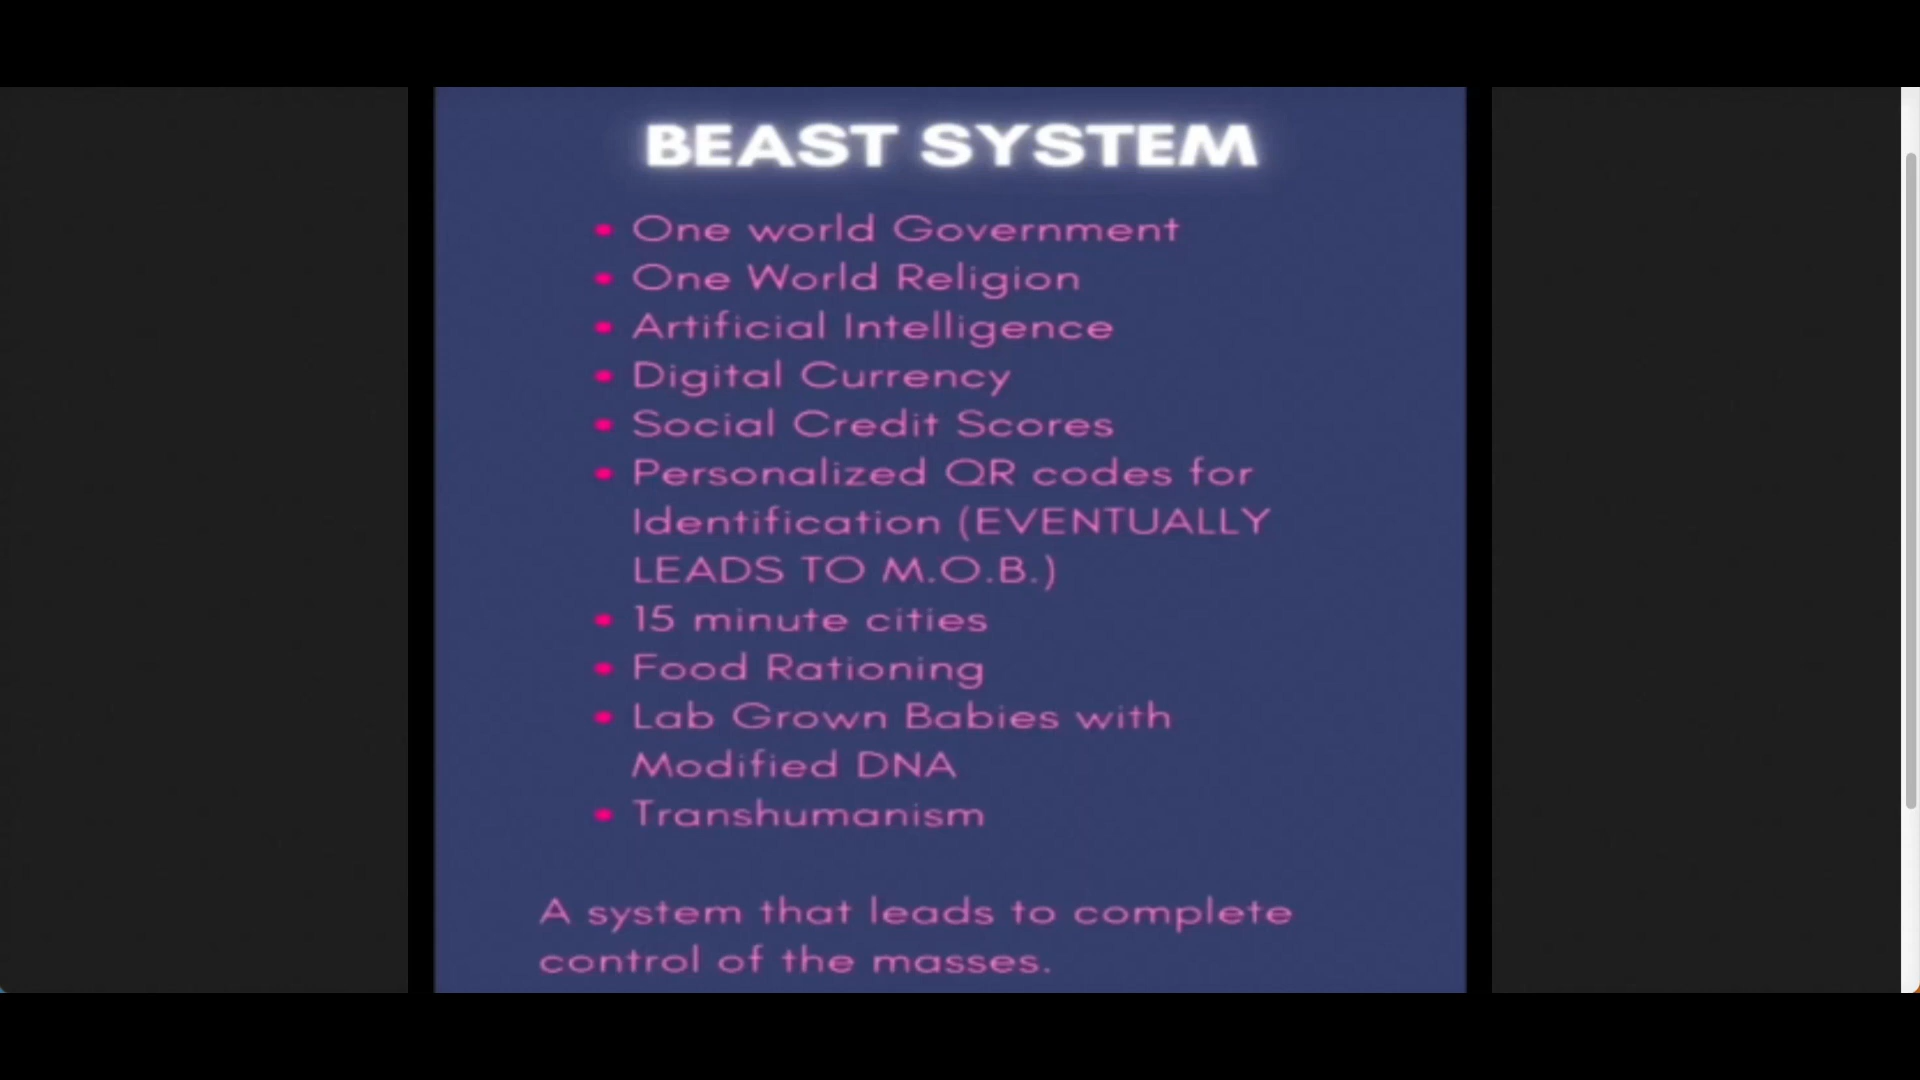 BEAST SYSTEM
• One world Government
• One World Religion
• Artificial Intelligence
• Digital Currency
• Social Credit Scores
• Personalized QR codes for
Identification (EVENTUALLY
LEADS TO M.O.B.)
• 15 minute cities
• Food Rationing
• Lab Grown Babies with
Modified DNA
• Transhumanism
A system that leads to complete
control of the masses.